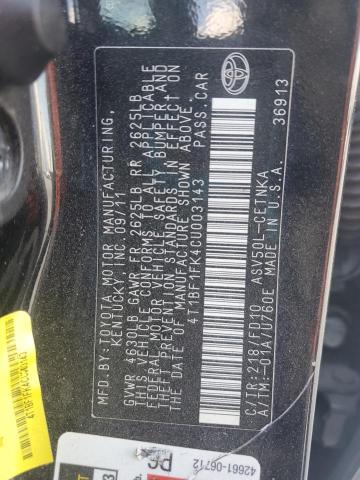 MFD.BY:TOYOTA MOTOR MANUFACTURING
KENTUCKY, INC. 09/11
GVWR 4630LB GAWR FR 2625LB RR 2625LB
THIS VEHICLE CONFORMS TO ALL APPLICABLE
FEDERAL MOTOR VEHICLE SAFETY, BUMPER, AND
THEFT PREVENTION STANDARDS IN EFFECT ON
THE DATE OF MANUFACTURE SHOWN ABOVE.
4T1BF1FK4CU003143 PASS.CAR
C/TR:218/FD10 ASV50L-CETNKA
A/TM:-01A/U760E MADE IN U.S.A.
36913
4T1BF1FK4CU003143
42661-06712